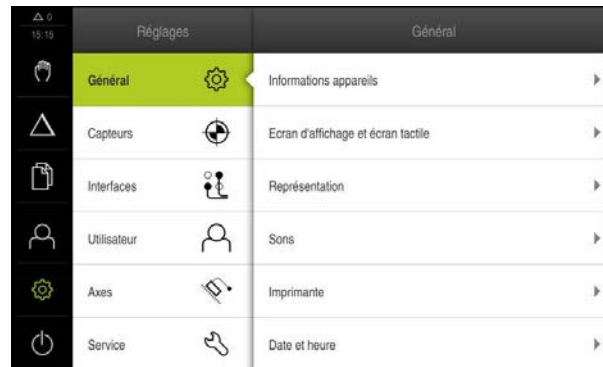 0
15:15
Réglages
Général
Général
Informations appareils
Capteurs
Ecran d'affichage et écran tactile
Interfaces
Représentation
Utilisateur
Sons
Axes
Imprimante
Service
Date et heure